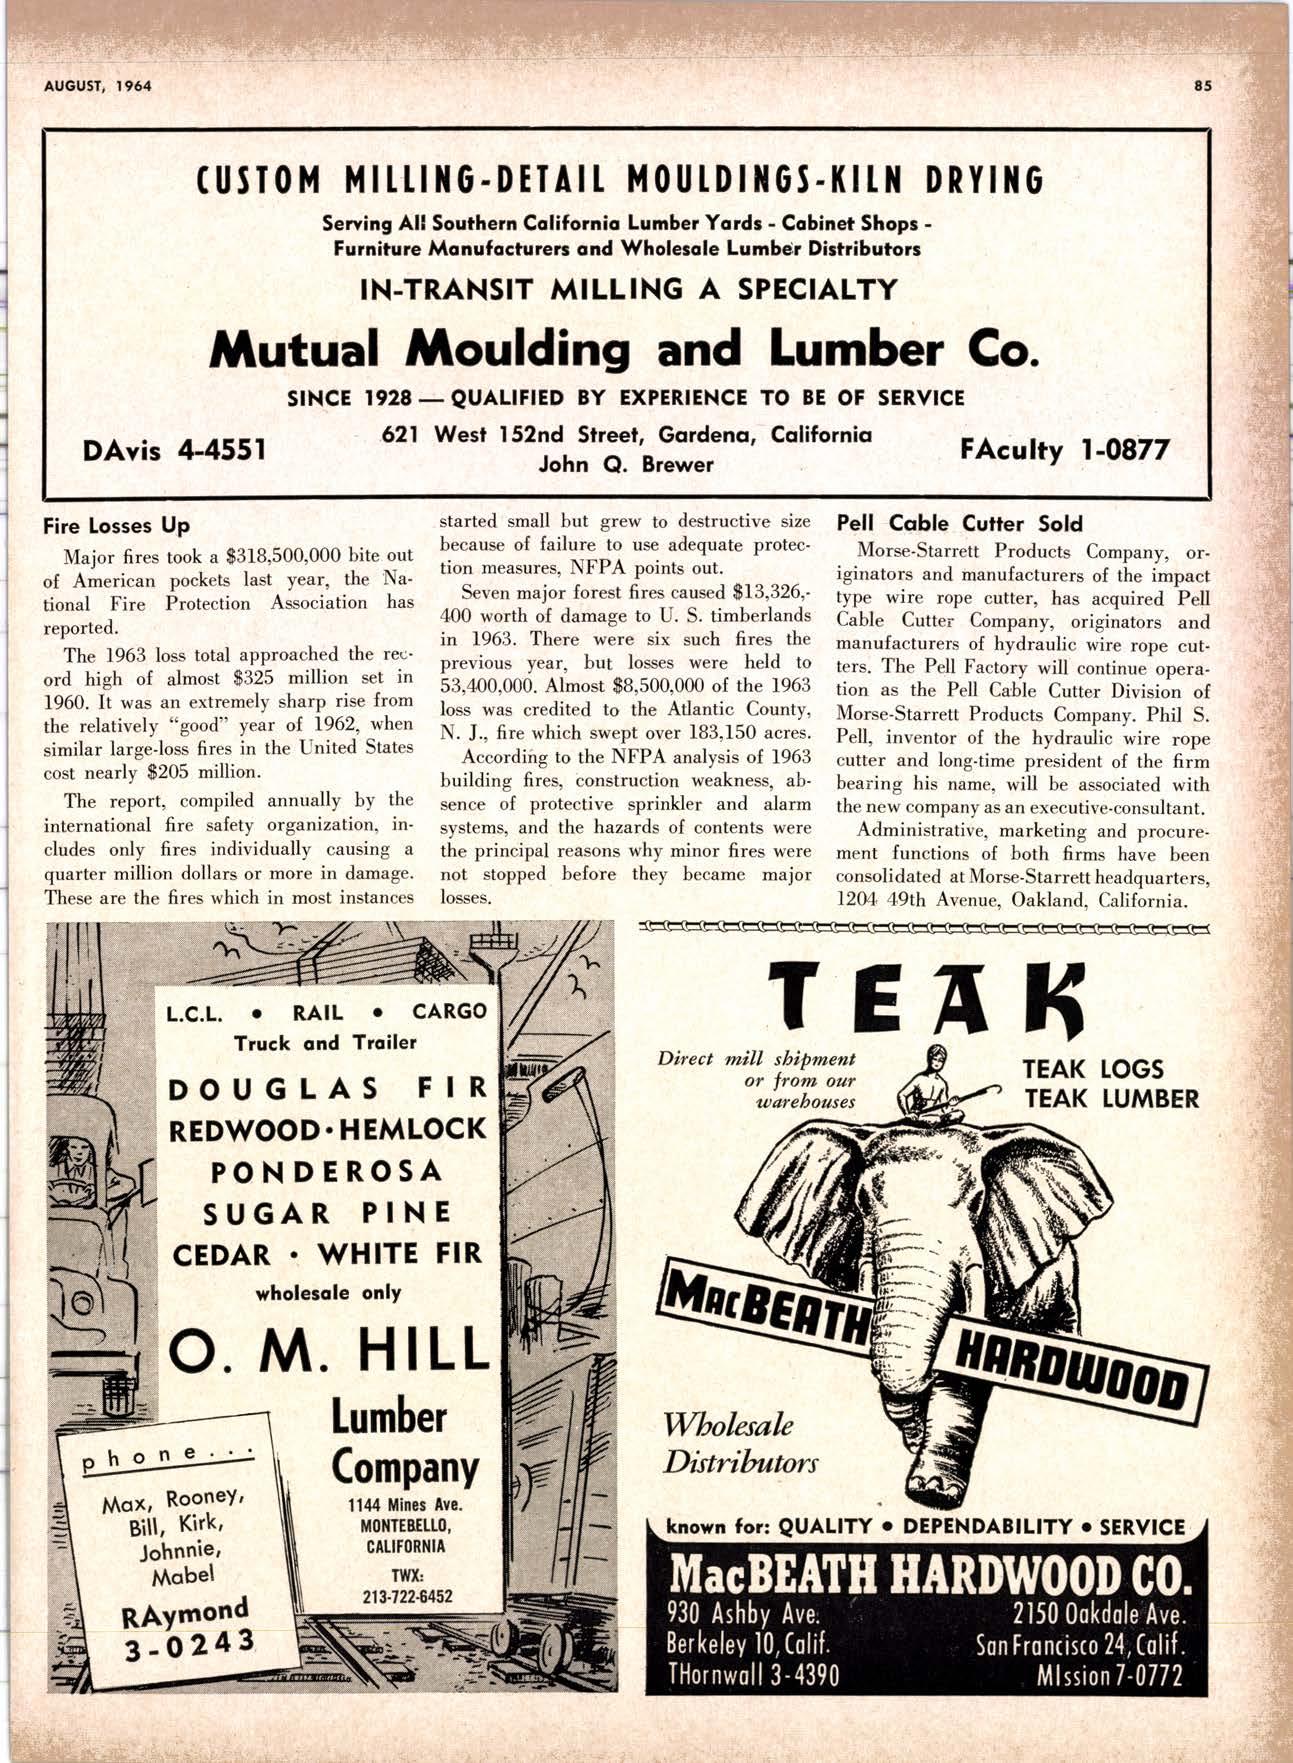 AUGUST, 1964
85
CUSTOM MILLING-DETAIL MOULDINGS-KILN DRYING
Serving All Southern California Lumber Yards - Cabinet Shops -
Furniture Manufacturers and Wholesale Lumber Distributors
IN-TRANSIT MILLING A SPECIALTY
Mutual Moulding and Lumber Co.
SINCE 1928 — QUALIFIED BY EXPERIENCE TO BE OF SERVICE
DAvis 4-4551
621 West 152nd Street, Gardena, California
John Q. Brewer
FAculty 1-0877
Fire Losses Up
Major fires took a $318,500,000 bite out
of American pockets last year, the Na-
tional Fire Protection Association has
reported.
The 1963 loss total approached the rec-
ord high of almost $325 million set in
1960. It was an extremely sharp rise from
the relatively "good" year of 1962, when
similar large-loss fires in the United States
cost nearly $205 million.
The report, compiled annually by the
international fire safety organization, in-
cludes only fires individually causing a
quarter million dollars or more in damage.
These are the fires which in most instances
started small but grew to destructive size
because of failure to use adequate protec-
tion measures, NFPA points out.
Seven major forest fires caused $13,326,-
400 worth of damage to U. S. timberlands
in 1963. There were six such fires the
previous year, but losses were held to
53,400,000. Almost $8,500,000 of the 1963
loss was credited to the Atlantic County,
N. J., fire which swept over 183,150 acres.
According to the NFPA analysis of 1963
building fires, construction weakness, ab-
sence of protective sprinkler and alarm
systems, and the hazards of contents were
the principal reasons why minor fires were
not stopped before they became major
losses.
Pell Cable Cutter Sold
Morse-Starrett Products Company, or-
iginators and manufacturers of the impact
type wire rope cutter, has acquired Pell
Cable Cutter Company, originators and
manufacturers of hydraulic wire rope cut-
ters. The Pell Factory will continue opera-
tion as the Pell Cable Cutter Division of
Morse-Starrett Products Company. Phil S.
Pell, inventor of the hydraulic wire rope
cutter and long-time president of the firm
bearing his name, will be associated with
the new company as an executive-consultant.
Administrative, marketing and procure-
ment functions of both firms have been
consolidated at Morse-Starrett headquarters,
1204 49th Avenue, Oakland, California.
L.C.L. • RAIL • CARGO
Truck and Trailer
DOUGLAS FIR
REDWOOD · HEMLOCK
PONDEROSA
SUGAR PINE
CEDAR · WHITE FIR
wholesale only
O. M. HILL
Lumber
Company
1144 Mines Ave.
MONTEBELLO,
CALIFORNIA
TWX:
213-722-6452
phone...
Max, Rooney,
Bill, Kirk,
Johnnie,
Mabel
RAymond
3-0243
TEAK
Direct mill shipment
or from our
warehouses
TEAK LOGS
TEAK LUMBER
MacBEATH
HARDWOOD
Wholesale
Distributors
known for: QUALITY • DEPENDABILITY • SERVICE
MacBEATH HARDWOOD CO.
930 Ashby Ave.
Berkeley 10, Calif.
THornwall 3-4390
2150 Oakdale Ave.
San Francisco 24, Calif.
MIssion 7-0772